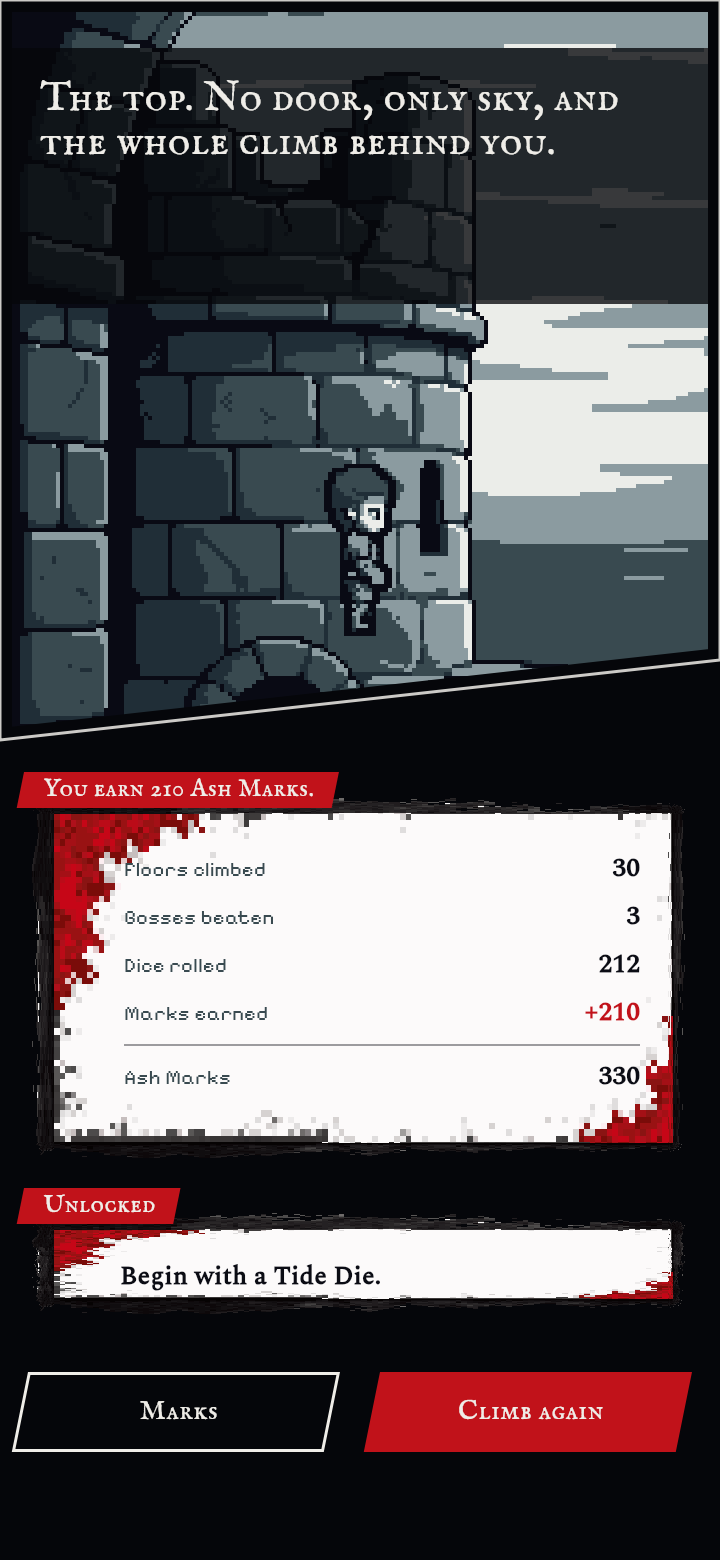 The top. No door, only sky, and
the whole climb behind you.
You earn 210 Ash Marks.
Floors climbed 30
Bosses beaten 3
Dice rolled 212
Marks earned +210
Ash Marks 330
Unlocked
Begin with a Tide Die.
Marks
Climb again